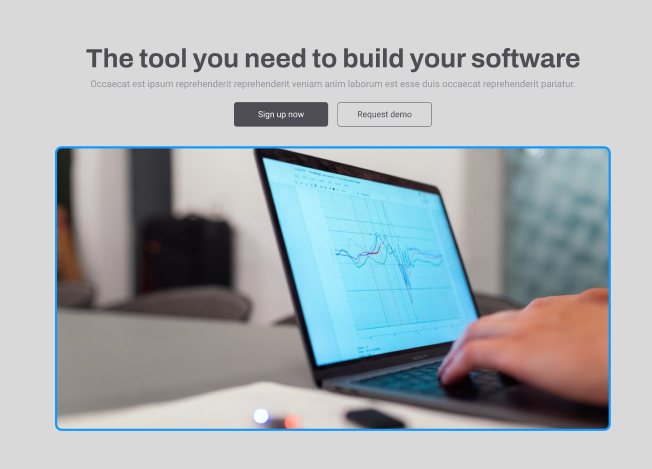 The tool you need to build your software
Occaecat est ipsum reprehenderit reprehenderit veniam anim laborum est esse duis occaecat reprehenderit pariatur.
Sign up now
Request demo